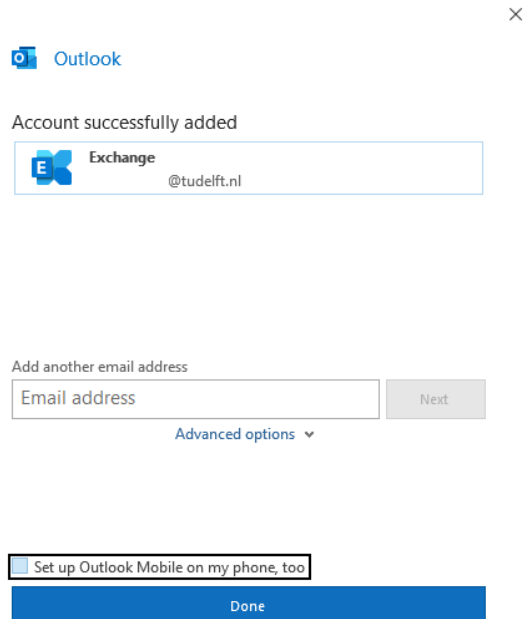 Outlook
Account successfully added
Exchange
@tudelft.nl
Add another email address
Email address
Next
Advanced options
Set up Outlook Mobile on my phone, too
Done